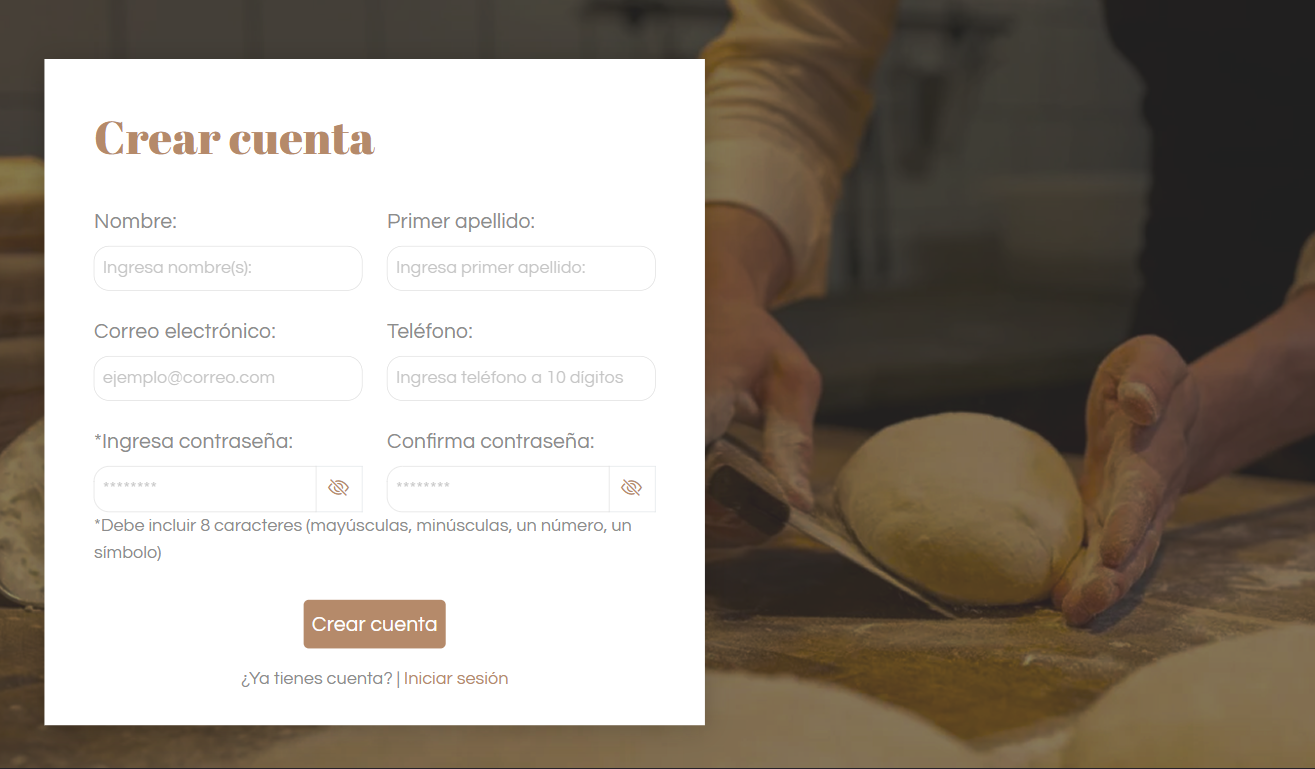 Crear cuenta
Nombre: Primer apellido:
Ingresa nombre(s): Ingresa primer apellido:
Correo electrónico: Teléfono:
ejemplo@correo.com Ingresa teléfono a 10 dígitos
*Ingresa contraseña: Confirma contraseña:
******** ********
*Debe incluir 8 caracteres (mayúsculas, minúsculas, un número, un
símbolo)
Crear cuenta
¿Ya tienes cuenta? | Iniciar sesión